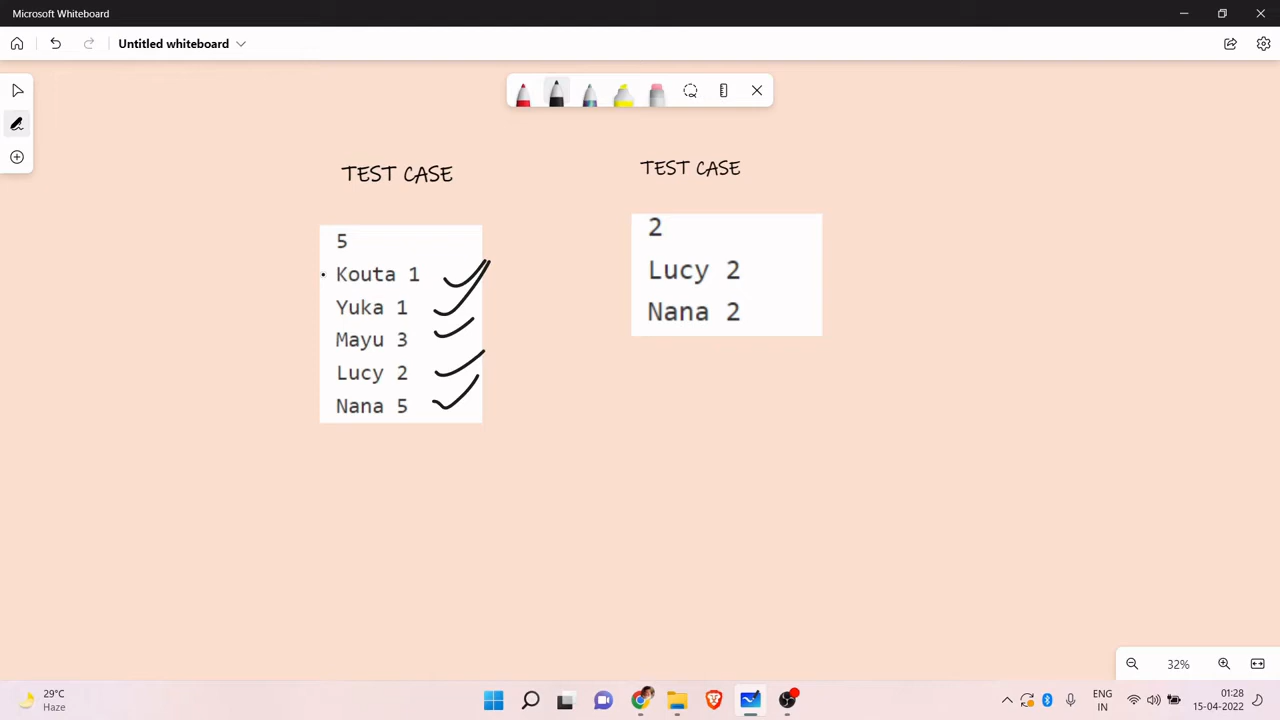 Microsoft Whiteboard
Untitled whiteboard
TEST CASE
5
Kouta 1
Yuka 1
Mayu 3
Lucy 2
Nana 5
TEST CASE
2
Lucy 2
Nana 2
32%
29°C
Haze
ENG
IN
01:28
15-04-2022